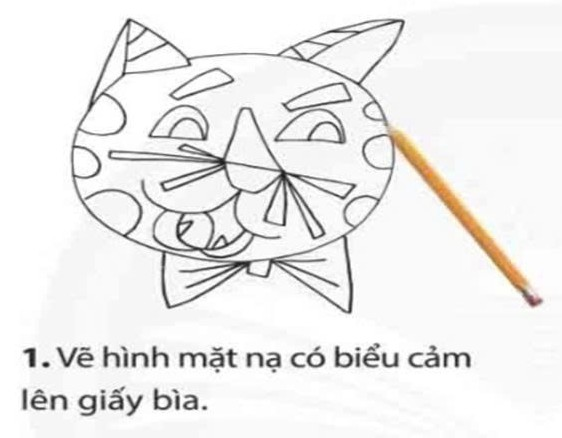 1. Vẽ hình mặt nạ có biểu cảm
lên giấy bìa.